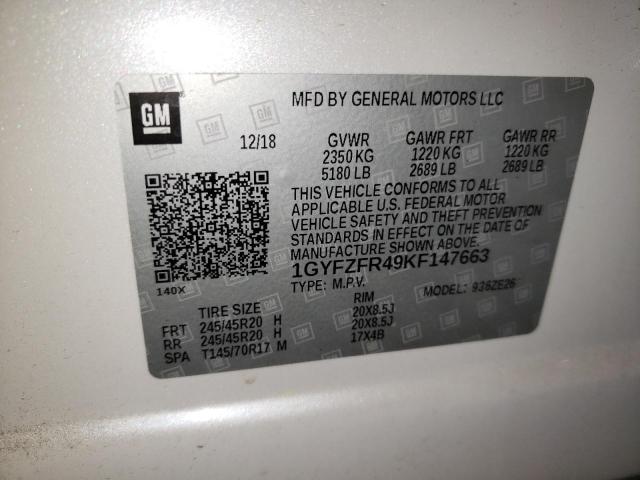 GM
MFD BY GENERAL MOTORS LLC
12/18 GVWR GAWR FRT GAWR RR
2350 KG 1220 KG 1220 KG
5180 LB 2689 LB 2689 LB
THIS VEHICLE CONFORMS TO ALL
APPLICABLE U.S. FEDERAL MOTOR
VEHICLE SAFETY AND THEFT PREVENTION
STANDARDS IN EFFECT ON THE DATE OF
MANUFACTURE SHOWN ABOVE.
1GYFZFR49KF147663
140X TYPE: M.P.V. MODEL: 936ZE26
TIRE SIZE RIM
FRT 245/45R20 H 20X8.5J
RR 245/45R20 H 20X8.5J
SPA T145/70R17 M 17X4B